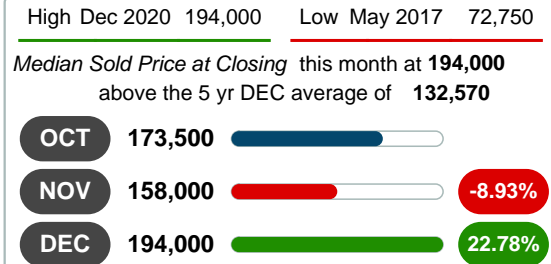 High Dec 2020 194,000 Low May 2017 72,750
Median Sold Price at Closing this month at 194,000
above the 5 yr DEC average of 132,570
OCT 173,500
NOV 158,000 -8.93%
DEC 194,000 22.78%